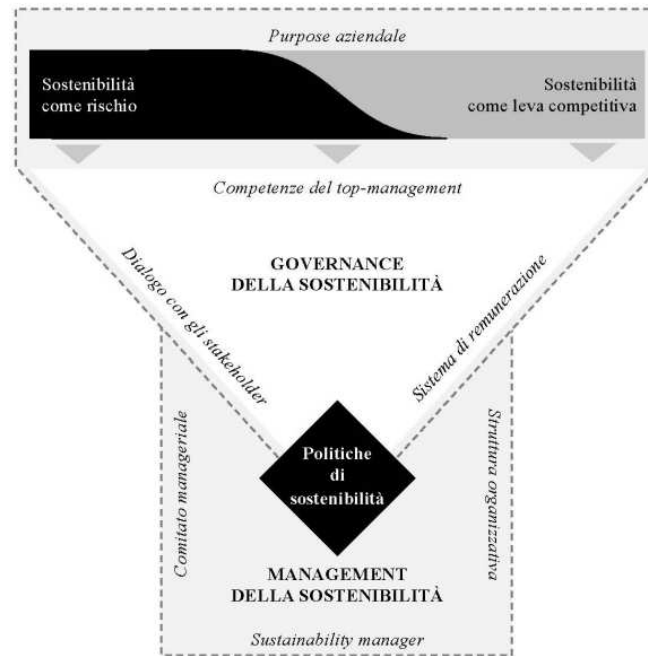 Purpose aziendale
Sostenibilità
come rischio
Sostenibilità
come leva competitiva
Competenze del top-management
GOVERNANCE
DELLA SOSTENIBILITÀ
Dialogo con gli stakeholder
Sistema di remunerazione
Politiche
di
sostenibilità
Comitato manageriale
Struttura organizzativa
MANAGEMENT
DELLA SOSTENIBILITÀ
Sustainability manager